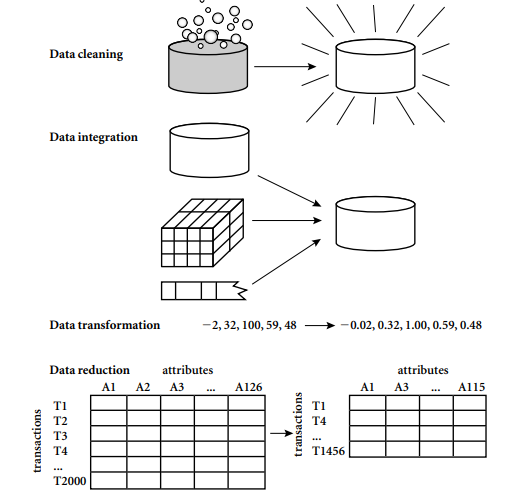 Data cleaning
Data integration
Data transformation −2, 32, 100, 59, 48 −0.02, 0.32, 1.00, 0.59, 0.48
Data reduction attributes
A1 A2 A3 ... A126
transactions
T1
T2
T3
T4
...
T2000
attributes
A1 A3 ... A115
transactions
T1
T4
...
T1456